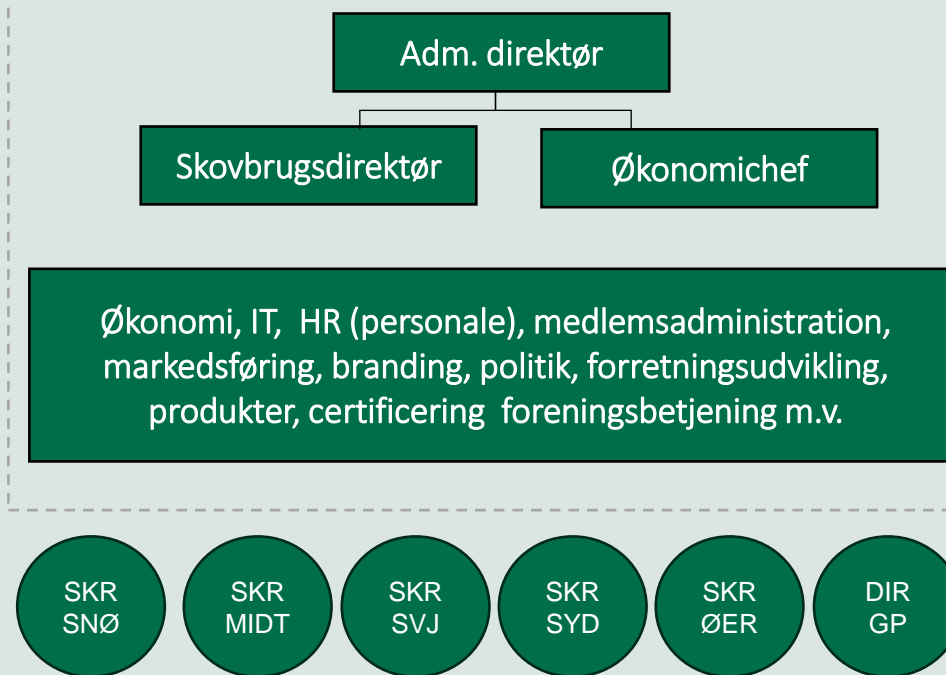 Adm. direktør
Skovbrugsdirektør
Økonomichef
Økonomi, IT,  HR (personale), medlemsadministration,
markedsføring, branding, politik, forretningsudvikling,
produkter, certificering  foreningsbetjening m.v.
SKR
SNØ
SKR
MIDT
SKR
SVJ
SKR
SYD
SKR
ØER
DIR
GP